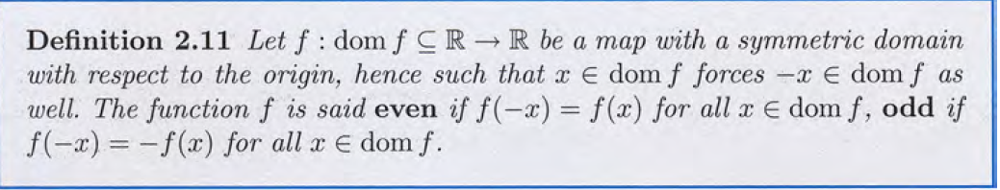 Definition 2.11 Let f : dom f ⊆ ℝ → ℝ be a map with a symmetric domain
with respect to the origin, hence such that x ∈ dom f forces −x ∈ dom f as
well. The function f is said even if f(−x) = f(x) for all x ∈ dom f, odd if
f(−x) = −f(x) for all x ∈ dom f.